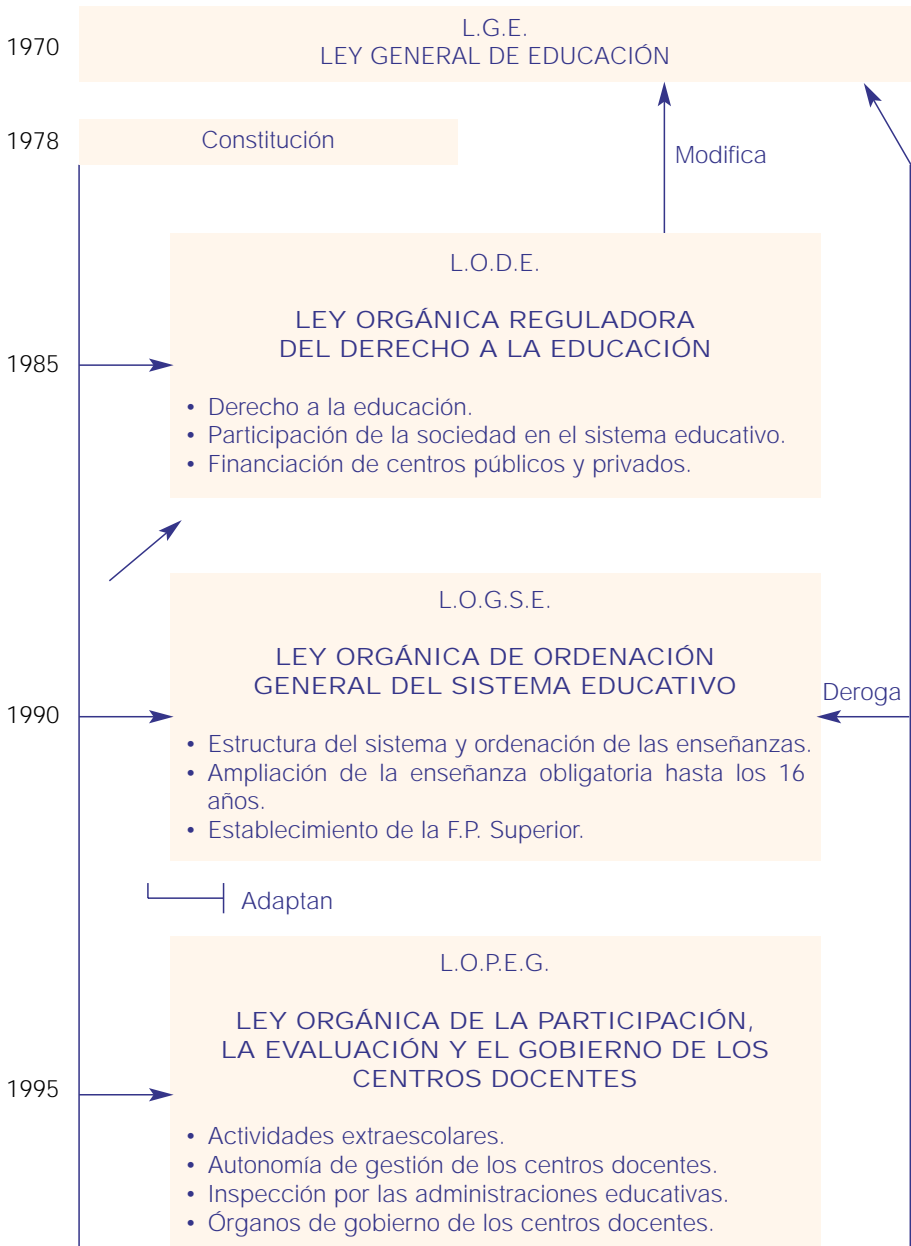 L.G.E.
1970
LEY GENERAL DE EDUCACIÓN
1978
Constitución
Modifica
L.O.D.E.
LEY ORGÁNICA REGULADORA
DEL DERECHO A LA EDUCACIÓN
1985
• Derecho a la educación.
• Participación de la sociedad en el sistema educativo.
• Financiación de centros públicos y privados.
L.O.G.S.E.
LEY ORGÁNICA DE ORDENACIÓN
GENERAL DEL SISTEMA EDUCATIVO
Deroga
1990
• Estructura del sistema y ordenación de las enseñanzas.
• Ampliación de la enseñanza obligatoria hasta los 16
años.
• Establecimiento de la F.P. Superior.
Adaptan
L.O.P.E.G.
LEY ORGÁNICA DE LA PARTICIPACIÓN,
LA EVALUACIÓN Y EL GOBIERNO DE LOS
CENTROS DOCENTES
1995
• Actividades extraescolares.
• Autonomía de gestión de los centros docentes.
• Inspección por las administraciones educativas.
• Órganos de gobierno de los centros docentes.